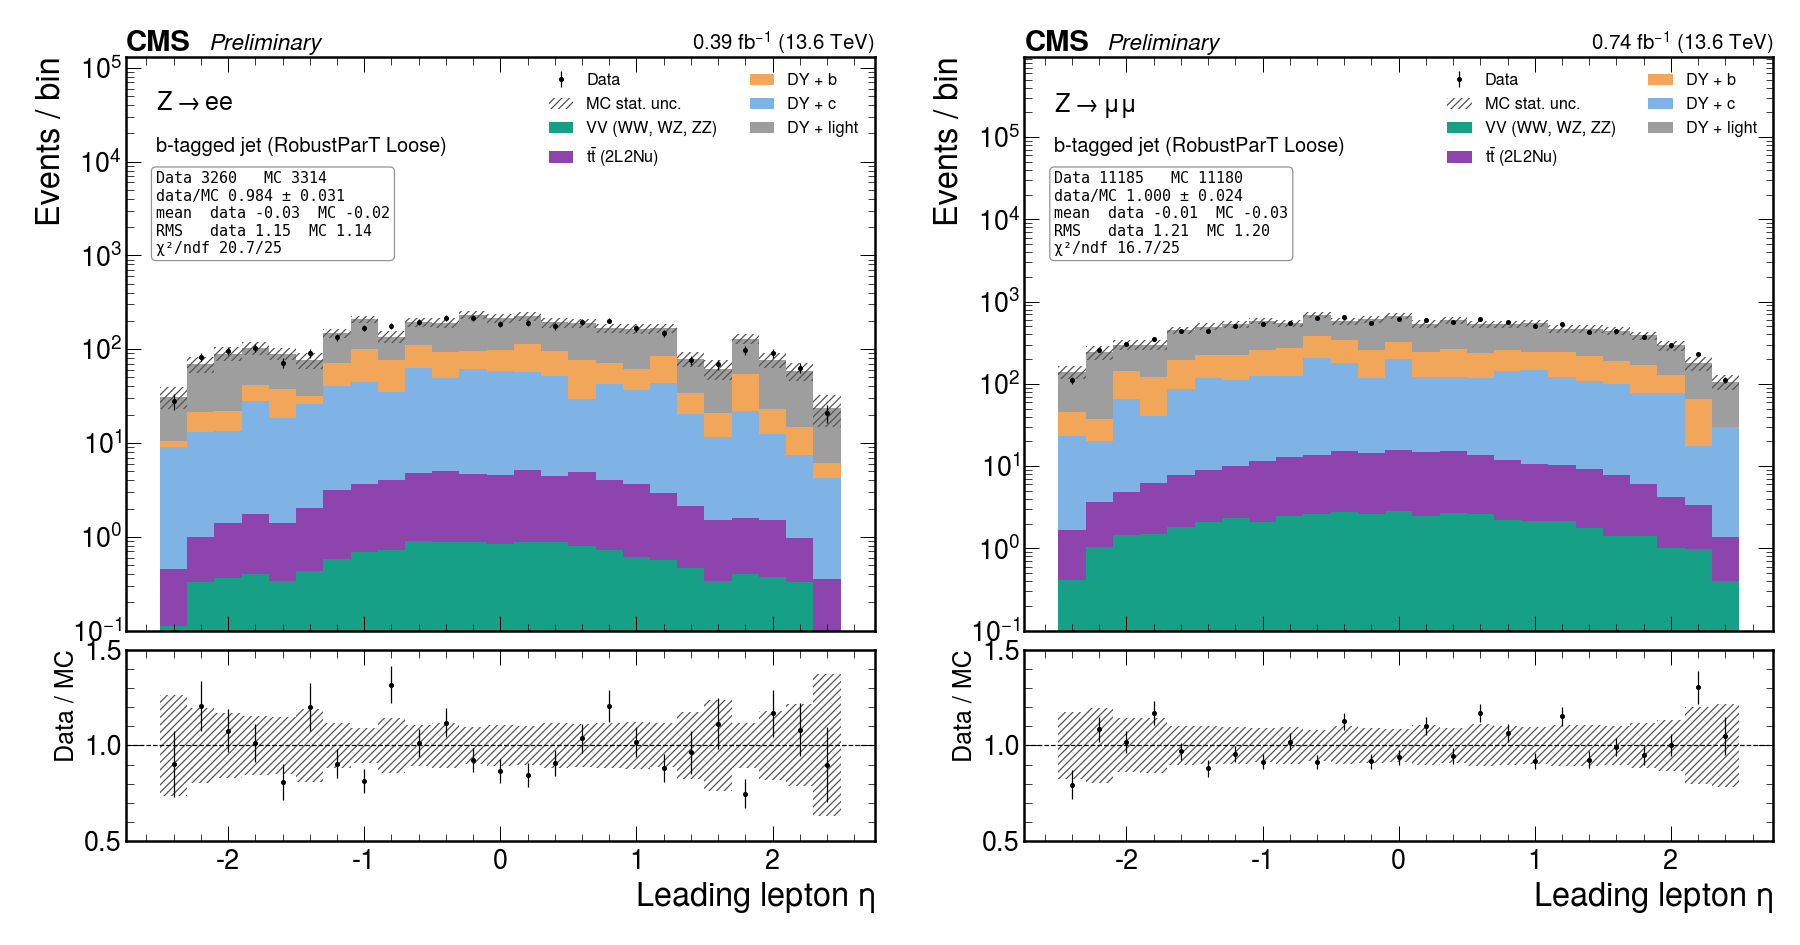 CMS Preliminary 0.39 fb⁻¹ (13.6 TeV)
Events / bin
10⁵
10⁴
10³
10²
10¹
10⁰
10⁻¹
Z → ee
b-tagged jet (RobustParT Loose)
Data 3260 MC 3314
data/MC 0.984 ± 0.031
mean data -0.03 MC -0.02
RMS data 1.15 MC 1.14
χ²/ndf 20.7/25
Data
MC stat. unc.
VV (WW, WZ, ZZ)
tt̄ (2L2Nu)
DY + b
DY + c
DY + light
Data / MC
1.5
1.0
0.5
-2 -1 0 1 2
Leading lepton η
CMS Preliminary 0.74 fb⁻¹ (13.6 TeV)
Events / bin
10⁵
10⁴
10³
10²
10¹
10⁰
10⁻¹
Z → μμ
b-tagged jet (RobustParT Loose)
Data 11185 MC 11180
data/MC 1.000 ± 0.024
mean data -0.01 MC -0.03
RMS data 1.21 MC 1.20
χ²/ndf 16.7/25
Data
MC stat. unc.
VV (WW, WZ, ZZ)
tt̄ (2L2Nu)
DY + b
DY + c
DY + light
Data / MC
1.5
1.0
0.5
-2 -1 0 1 2
Leading lepton η